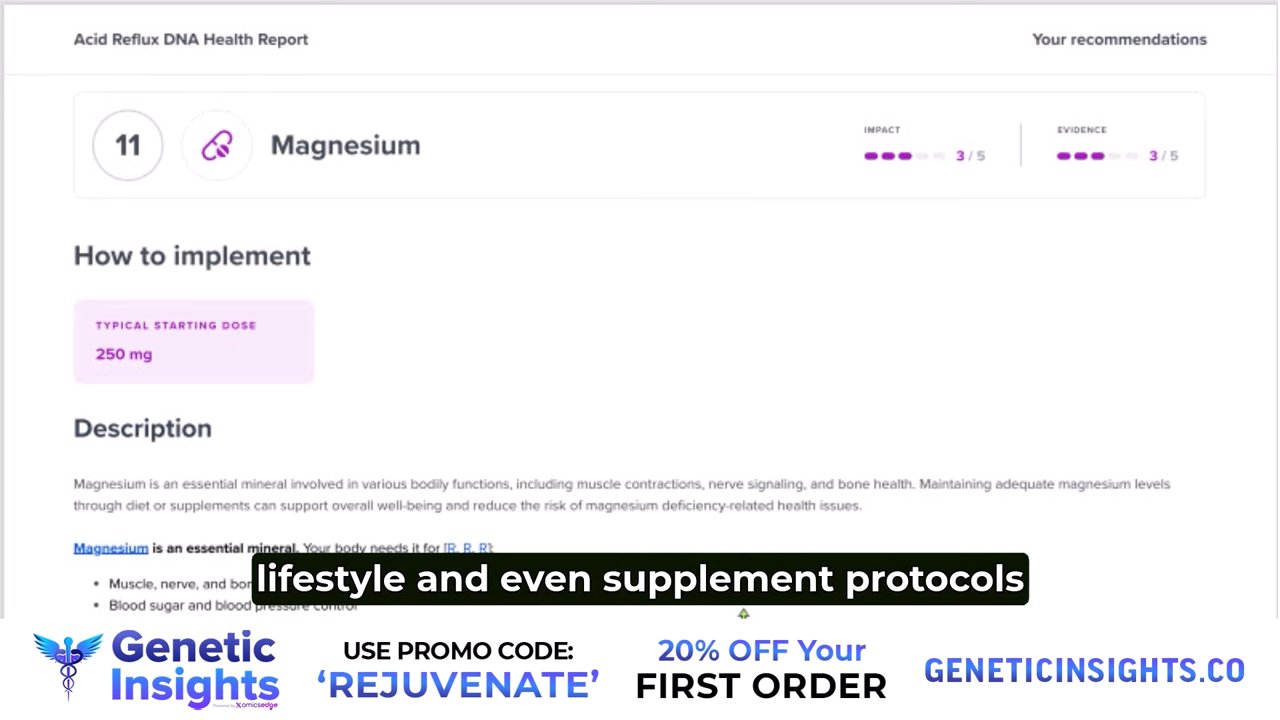 Acid Reflux DNA Health Report
Your recommendations
11
Magnesium
IMPACT
3 / 5
EVIDENCE
3 / 5
How to implement
TYPICAL STARTING DOSE
250 mg
Description
Magnesium is an essential mineral involved in various bodily functions, including muscle contractions, nerve signaling, and bone health. Maintaining adequate magnesium levels
through diet or supplements can support overall well-being and reduce the risk of magnesium deficiency-related health issues.
Magnesium is an essential mineral. Your body needs it for [R, R, R]:
• Muscle, nerve, and
• Blood sugar and blood pressure control
lifestyle and even supplement protocols
Genetic
Insights
Powered by Xomicsedge
USE PROMO CODE:
‘REJUVENATE’
20% OFF Your
FIRST ORDER
GENETICINSIGHTS.CO